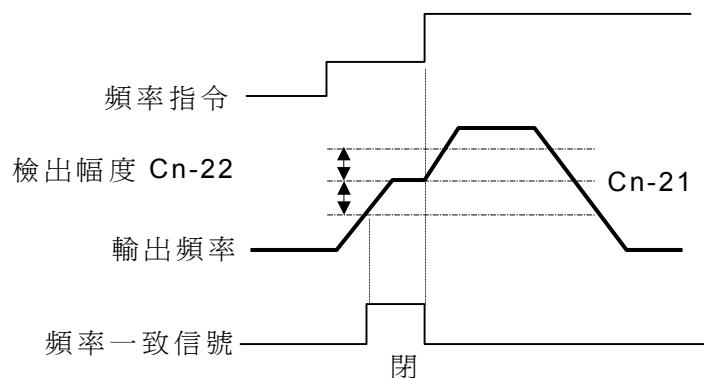 頻率指令
檢出幅度 Cn-22
Cn-21
輸出頻率
頻率一致信號
閉